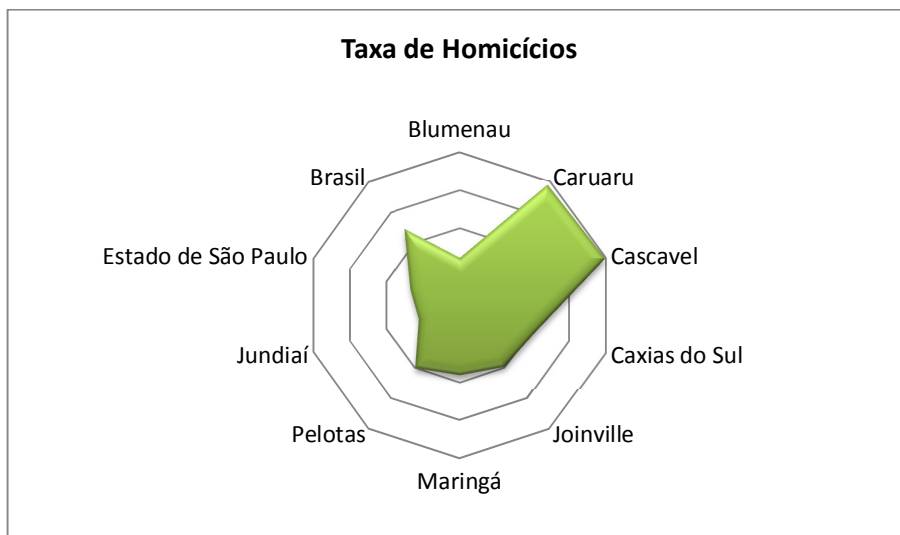 Taxa de Homicícios
Blumenau
Brasil
Caruaru
Estado de São Paulo
Cascavel
Jundiaí
Caxias do Sul
Pelotas
Joinville
Maringá